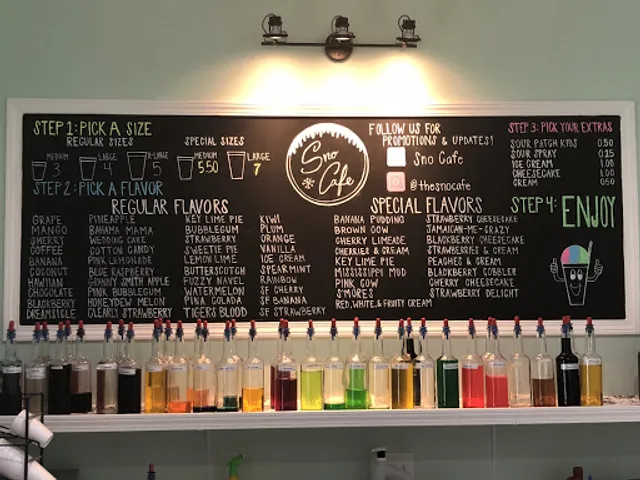 STEP 1: PICK A SIZE
REGULAR SIZES
SPECIAL SIZES
MEDIUM 3
LARGE 4
X-LARGE 5
MEDIUM 5.50
LARGE 7
STEP 2: PICK A FLAVOR
REGULAR FLAVORS
GRAPE
MANGO
CHERRY
COFFEE
BANANA
COCONUT
HAWIIAN
CHOCOLATE
BLACKBERRY
DREAMSICLE
PINEAPPLE
BAHAMA MAMA
WEDDING CAKE
COTTON CANDY
PINK LEMONADE
BLUE RASPBERRY
GRANNY SMITH APPLE
PINK BUBBLEGUM
HONEYDEW MELON
CLEARLY STRAWBERRY
KEY LIME PIE
BUBBLEGUM
STRAWBERRY
SWEETIE PIE
LEMON LIME
BUTTERSCOTCH
FUZZY NAVEL
WATERMELON
PINA COLADA
TIGERS BLOOD
KIWI
PLUM
ORANGE
VANILLA
ICE CREAM
SPEARMINT
RAINBOW
SF CHERRY
SF BANANA
SF STRAWBERRY
Sno Cafe
FOLLOW US FOR
PROMOTIONS & UPDATES!
Sno Cafe
@thesnocafe
SPECIAL FLAVORS
BANANA PUDDING
BROWN COW
CHERRY LIMEADE
CHERRIES & CREAM
KEY LIME PIE
MISSISSIPPI MUD
PINK COW
S'MORES
RED, WHITE, & FRUITY CREAM
STRAWBERRY CHEESECAKE
JAMAICAN-ME-CRAZY
BLACKBERRY CHEESECAKE
STRAWBERRIES & CREAM
PEACHES & CREAM
BLACKBERRY COBBLER
CHERRY CHEESECAKE
STRAWBERRY DELIGHT
STEP 3: PICK YOUR EXTRAS
SOUR PATCH KIDS 0.50
SOUR SPRAY 0.25
ICE CREAM 1.00
CHEESECAKE 1.00
CREAM 0.50
STEP 4: ENJOY